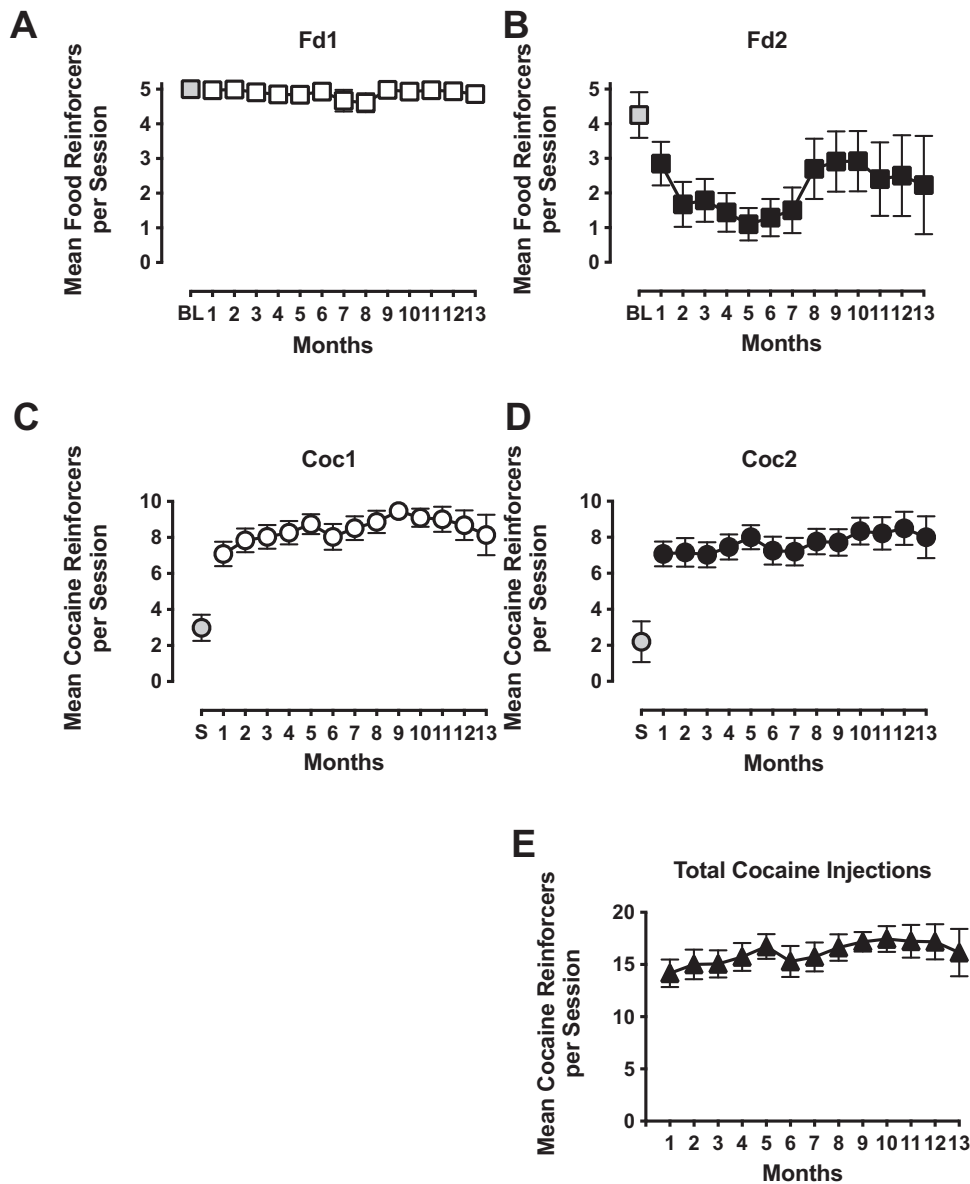 A
Fd1
Mean Food Reinforcers
per Session
5
4
3
2
1
0
BL 1 2 3 4 5 6 7 8 9 10 11 12 13
Months
B
Fd2
Mean Food Reinforcers
per Session
5
4
3
2
1
0
BL 1 2 3 4 5 6 7 8 9 10 11 12 13
Months
C
Coc1
Mean Cocaine Reinforcers
per Session
10
8
6
4
2
0
S 1 2 3 4 5 6 7 8 9 10 11 12 13
Months
D
Coc2
Mean Cocaine Reinforcers
per Session
10
8
6
4
2
0
S 1 2 3 4 5 6 7 8 9 10 11 12 13
Months
E
Total Cocaine Injections
Mean Cocaine Reinforcers
per Session
20
15
10
5
0
1 2 3 4 5 6 7 8 9 10 11 12 13
Months